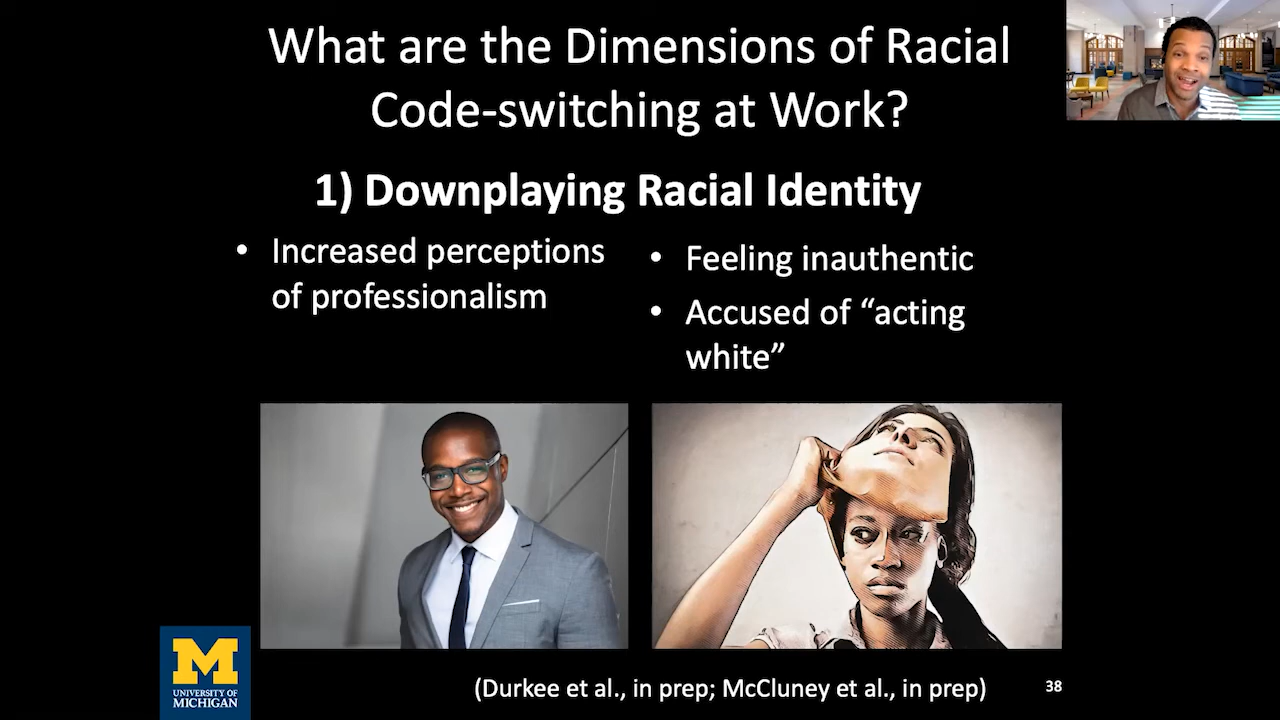 What are the Dimensions of Racial
Code-switching at Work?
1) Downplaying Racial Identity
• Increased perceptions
of professionalism
• Feeling inauthentic
• Accused of “acting
white”
M
UNIVERSITY OF
MICHIGAN
(Durkee et al., in prep; McCluney et al., in prep)
38